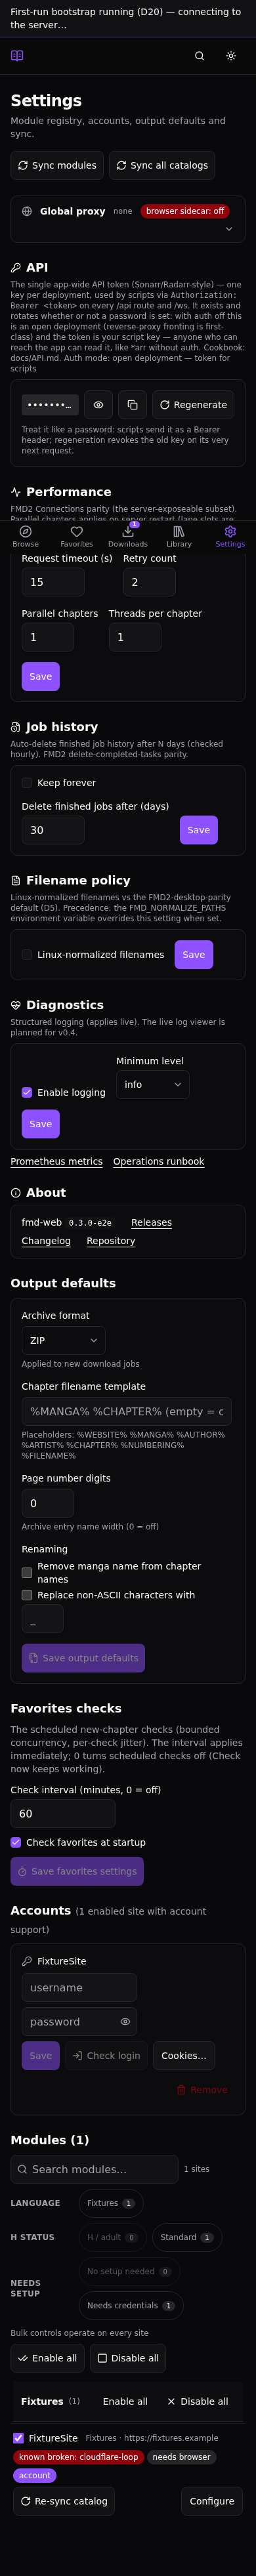 First-run bootstrap running (D20) — connecting to
the server…
Settings
Module registry, accounts, output defaults and
sync.
Sync modules
Sync all catalogs
Global proxy none browser sidecar: off
API
The single app-wide API token (Sonarr/Radarr-style) — one
key per deployment, used by scripts via Authorization:
Bearer <token> on every /api route and /ws. It exists and
rotates whether or not a password is set: with auth off this
is an open deployment (reverse-proxy fronting is first-
class) and the token is your script key — anyone who can
reach the app can read it, like *arr without auth. Cookbook:
docs/API.md. Auth mode: open deployment — token for
scripts
•••••••…
Regenerate
Treat it like a password: scripts send it as a Bearer
header; regeneration revokes the old key on its very
next request.
Performance
FMD2 Connections parity (the server-exposeable subset).
Parallel chapters applies on server restart (lane slots are
1
Browse
Favorites
Downloads
Library
Settings
Request timeout (s)
Retry count
15
2
Parallel chapters
Threads per chapter
1
1
Save
Job history
Auto-delete finished job history after N days (checked
hourly). FMD2 delete-completed-tasks parity.
Keep forever
Delete finished jobs after (days)
30
Save
Filename policy
Linux-normalized filenames vs the FMD2-desktop-parity
default (D5). Precedence: the FMD_NORMALIZE_PATHS
environment variable overrides this setting when set.
Linux-normalized filenames
Save
Diagnostics
Structured logging (applies live). The live log viewer is
planned for v0.4.
Minimum level
Enable logging
info
Save
Prometheus metrics
Operations runbook
About
fmd-web 0.3.0-e2e
Releases
Changelog
Repository
Output defaults
Archive format
ZIP
Applied to new download jobs
Chapter filename template
%MANGA% %CHAPTER% (empty = c
Placeholders: %WEBSITE% %MANGA% %AUTHOR%
%ARTIST% %CHAPTER% %NUMBERING%
%FILENAME%
Page number digits
0
Archive entry name width (0 = off)
Renaming
Remove manga name from chapter
names
Replace non-ASCII characters with
_
Save output defaults
Favorites checks
The scheduled new-chapter checks (bounded
concurrency, per-check jitter). The interval applies
immediately; 0 turns scheduled checks off (Check
now keeps working).
Check interval (minutes, 0 = off)
60
Check favorites at startup
Save favorites settings
Accounts (1 enabled site with account
support)
FixtureSite
username
password
Save
Check login
Cookies…
Remove
Modules (1)
Search modules…
1 sites
LANGUAGE
Fixtures 1
H STATUS
H / adult 0
Standard 1
NEEDS
SETUP
No setup needed 0
Needs credentials 1
Bulk controls operate on every site
Enable all
Disable all
Fixtures (1)
Enable all
Disable all
FixtureSite Fixtures · https://fixtures.example
known broken: cloudflare-loop
needs browser
account
Re-sync catalog
Configure